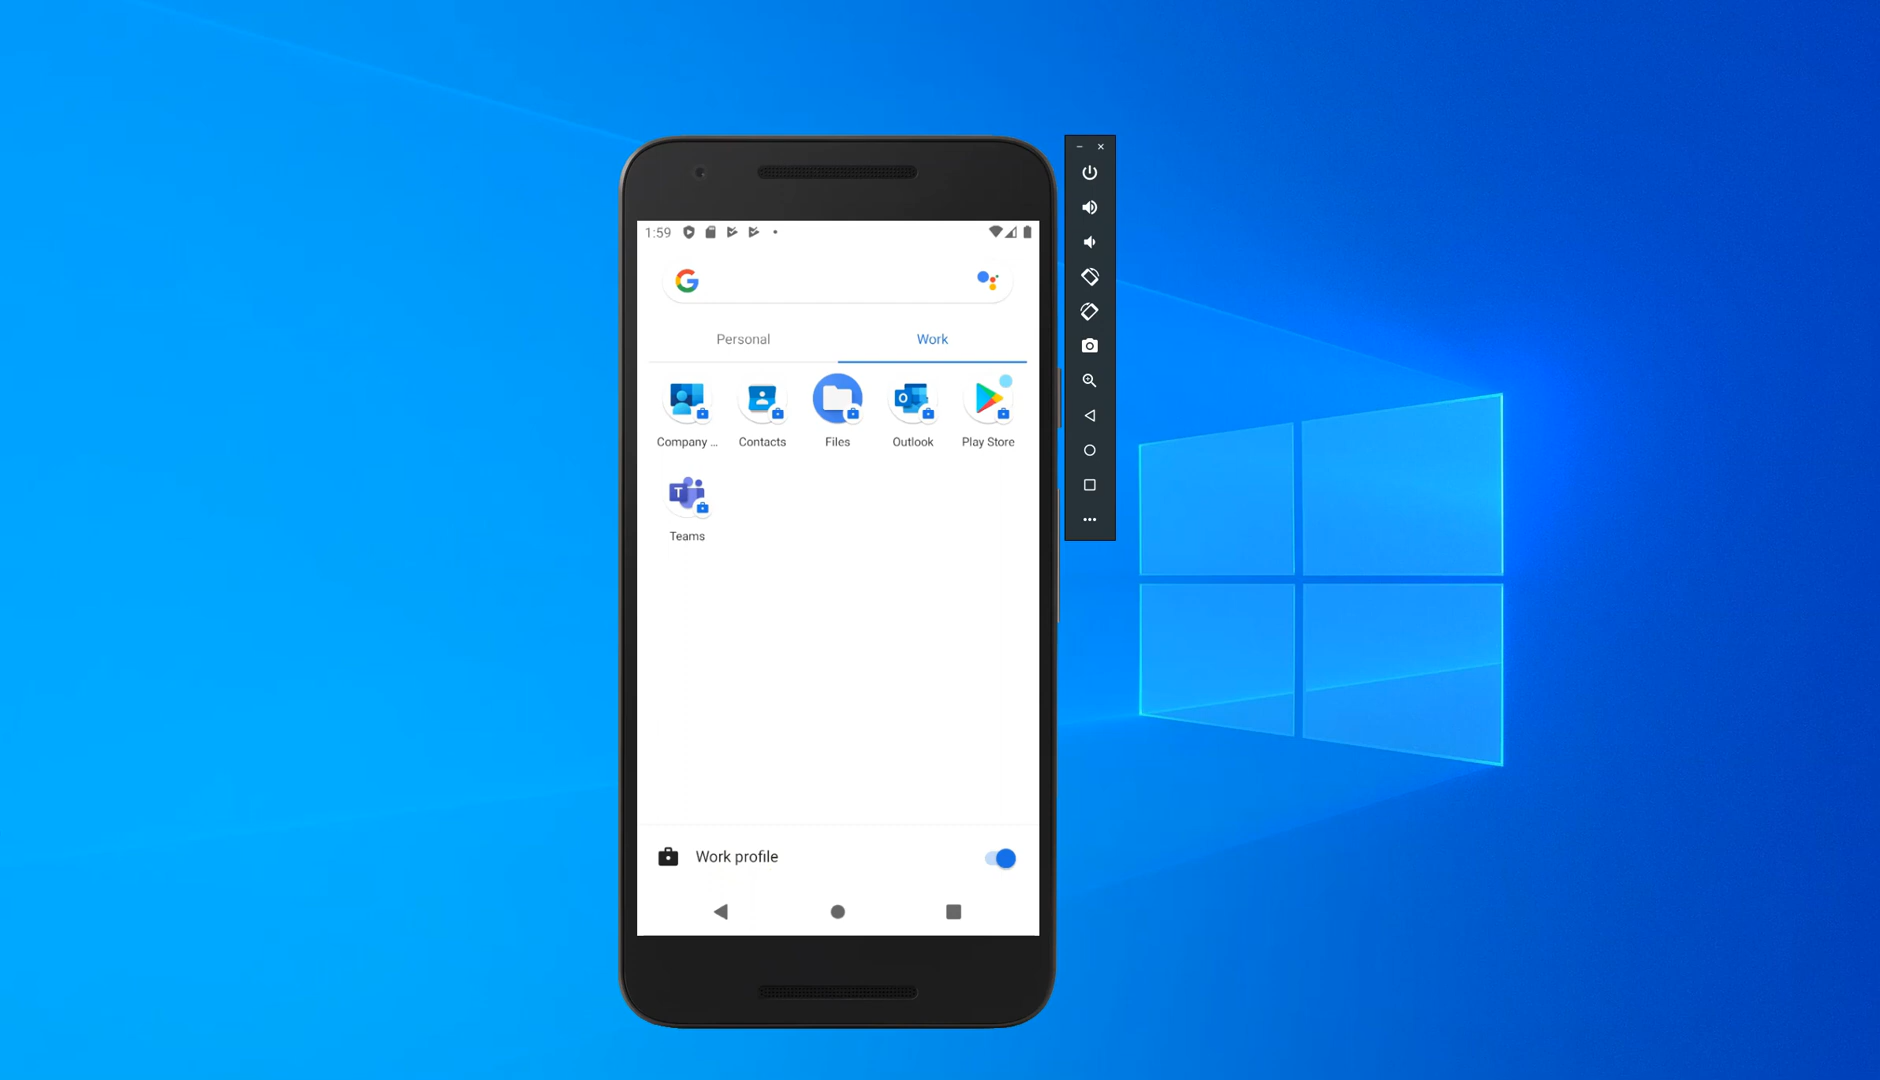 1:59
Personal
Work
Company ...
Contacts
Files
Outlook
Play Store
Teams
Work profile